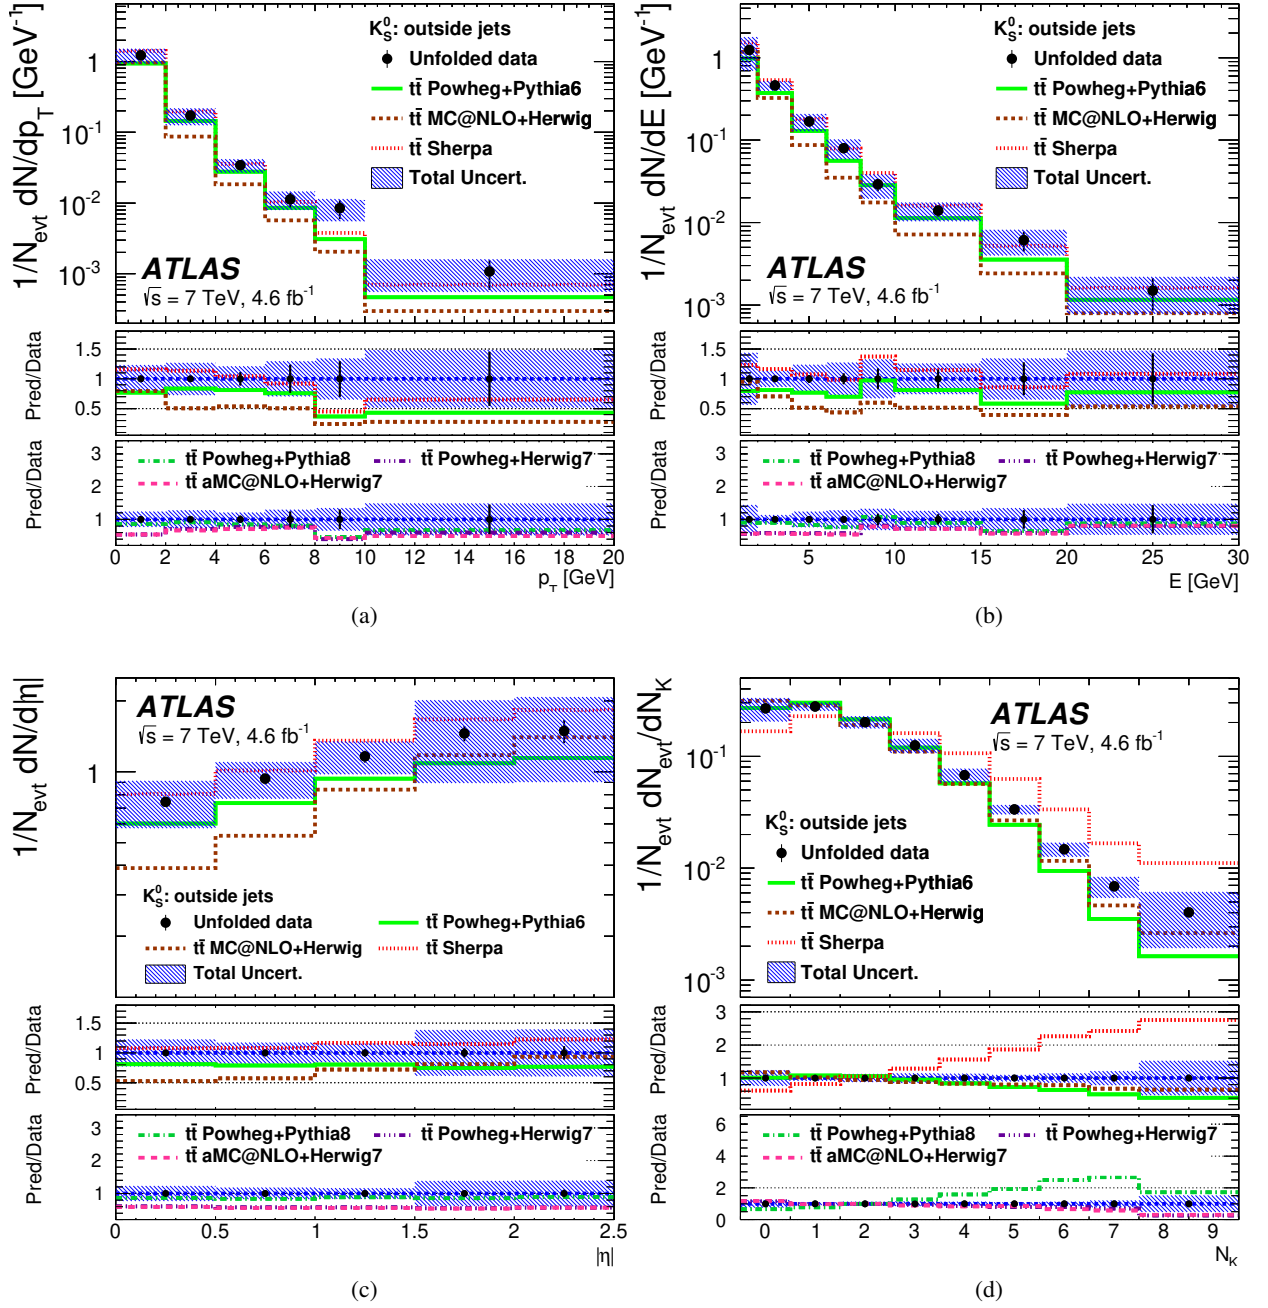 1/N_evt dN/dp_T [GeV⁻¹]
K⁰_S: outside jets
Unfolded data
tt̄ Powheg+Pythia6
tt̄ MC@NLO+Herwig
tt̄ Sherpa
Total Uncert.
1
10⁻¹
10⁻²
10⁻³
ATLAS
√s = 7 TeV, 4.6 fb⁻¹
Pred/Data
1.5
1
0.5
Pred/Data
tt̄ Powheg+Pythia8
tt̄ Powheg+Herwig7
tt̄ aMC@NLO+Herwig7
3
2
1
0 2 4 6 8 10 12 14 16 18 20
p_T [GeV]
(a)
1/N_evt dN/dE [GeV⁻¹]
K⁰_S: outside jets
Unfolded data
tt̄ Powheg+Pythia6
tt̄ MC@NLO+Herwig
tt̄ Sherpa
Total Uncert.
1
10⁻¹
10⁻²
10⁻³
ATLAS
√s = 7 TeV, 4.6 fb⁻¹
Pred/Data
1.5
1
0.5
Pred/Data
tt̄ Powheg+Pythia8
tt̄ Powheg+Herwig7
tt̄ aMC@NLO+Herwig7
3
2
1
5 10 15 20 25 30
E [GeV]
(b)
1/N_evt dN/d|η|
ATLAS
√s = 7 TeV, 4.6 fb⁻¹
1
K⁰_S: outside jets
Unfolded data
tt̄ Powheg+Pythia6
tt̄ MC@NLO+Herwig
tt̄ Sherpa
Total Uncert.
Pred/Data
1.5
1
0.5
Pred/Data
tt̄ Powheg+Pythia8
tt̄ Powheg+Herwig7
tt̄ aMC@NLO+Herwig7
3
2
1
0 0.5 1 1.5 2 2.5
|η|
(c)
1/N_evt dN_evt/dN_K
ATLAS
√s = 7 TeV, 4.6 fb⁻¹
10⁻¹
10⁻²
10⁻³
K⁰_S: outside jets
Unfolded data
tt̄ Powheg+Pythia6
tt̄ MC@NLO+Herwig
tt̄ Sherpa
Total Uncert.
Pred/Data
3
2
1
Pred/Data
tt̄ Powheg+Pythia8
tt̄ Powheg+Herwig7
tt̄ aMC@NLO+Herwig7
6
4
2
0
0 1 2 3 4 5 6 7 8 9
N_K
(d)